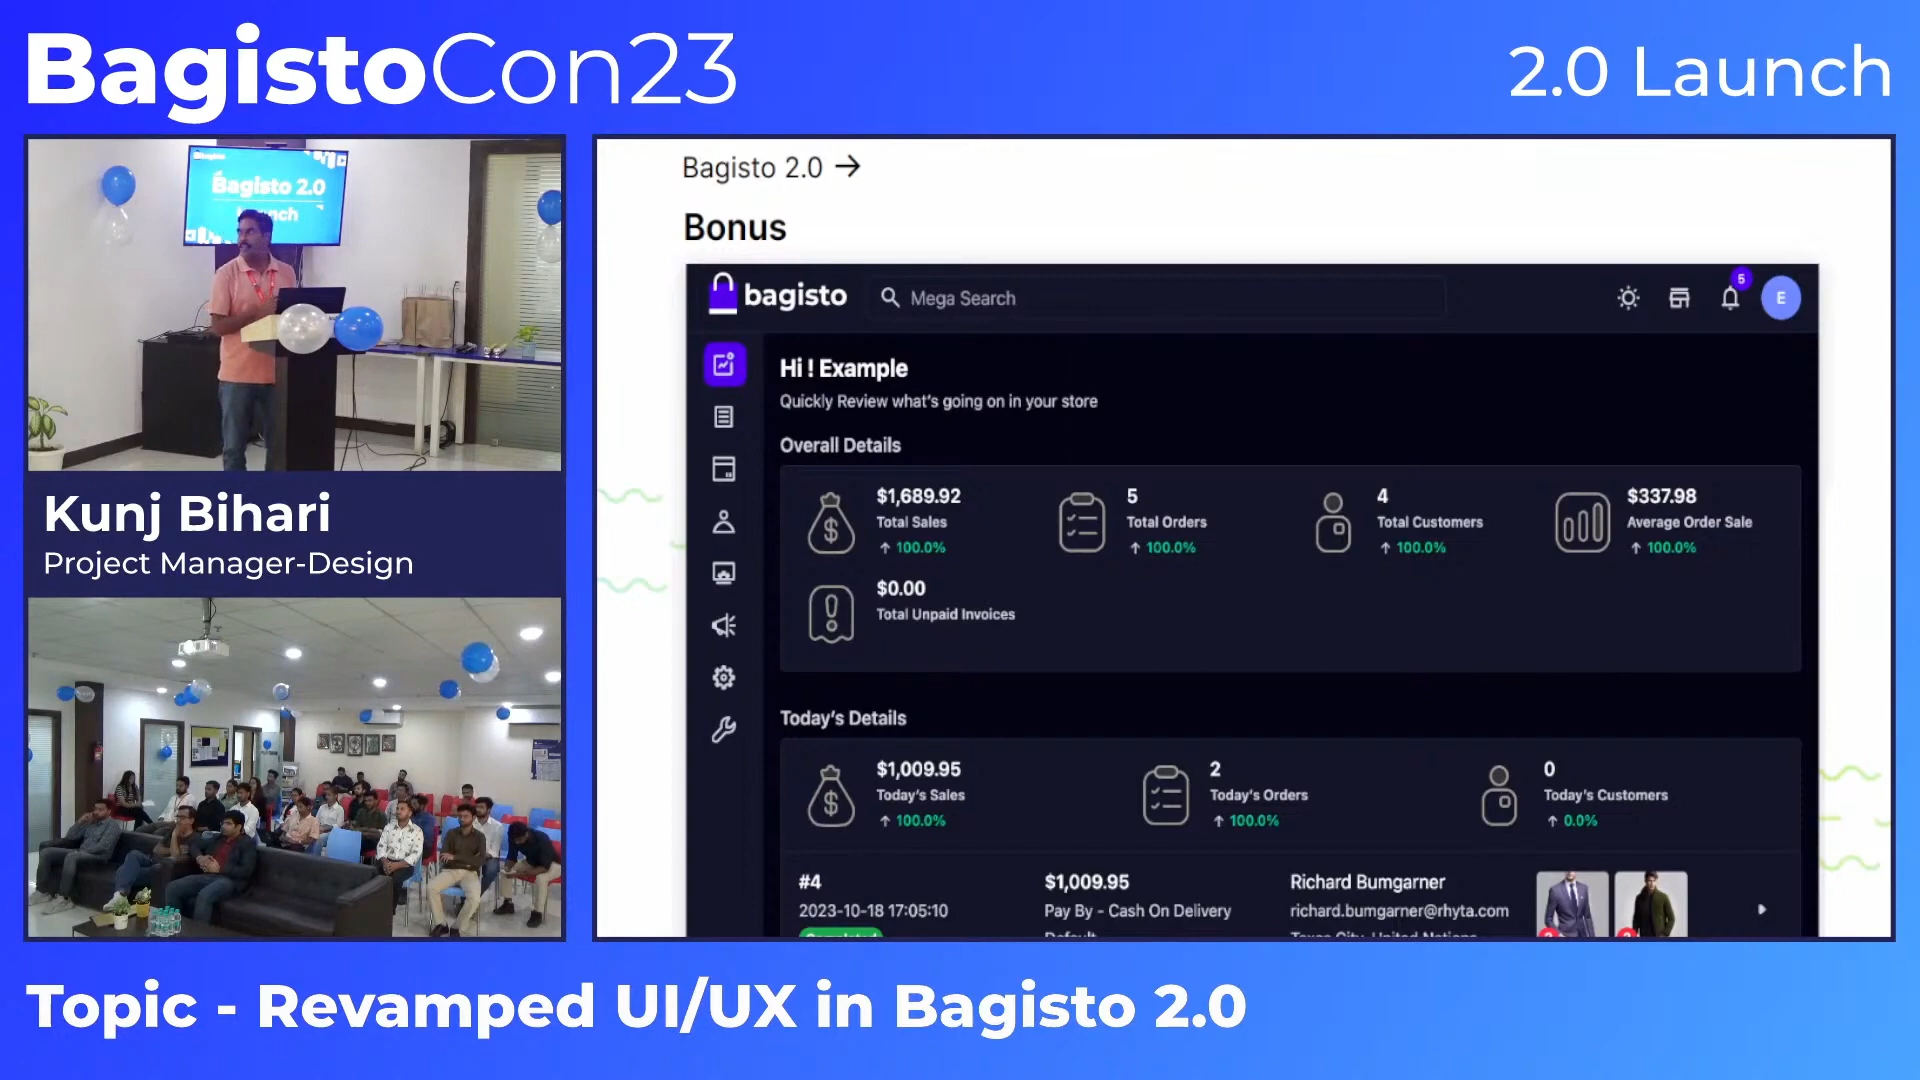 BagistoCon23
2.0 Launch
Bagisto 2.0
Kunj Bihari
Project Manager-Design
Bagisto 2.0 →
Bonus
bagisto
Mega Search
5
E
Hi ! Example
Quickly Review what's going on in your store
Overall Details
$1,689.92
Total Sales
↑ 100.0%
5
Total Orders
↑ 100.0%
4
Total Customers
↑ 100.0%
$337.98
Average Order Sale
↑ 100.0%
$0.00
Total Unpaid Invoices
Today's Details
$1,009.95
Today's Sales
↑ 100.0%
2
Today's Orders
↑ 100.0%
0
Today's Customers
↑ 0.0%
#4
2023-10-18 17:05:10
$1,009.95
Pay By - Cash On Delivery
Richard Bumgarner
richard.bumgarner@rhyta.com
Topic - Revamped UI/UX in Bagisto 2.0